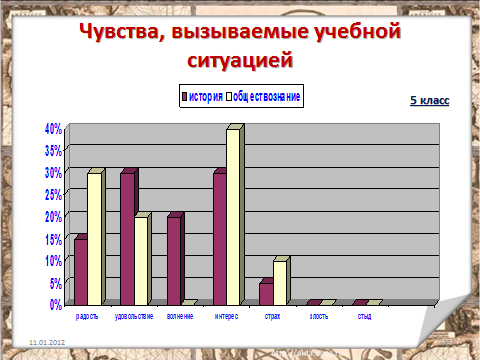 Чувства, вызываемые учебной
ситуацией
история обществознание
5 класс
40%
35%
30%
25%
20%
15%
10%
5%
0%
радость удовольствие волнение интерес страх злость стыд
11.01.2012